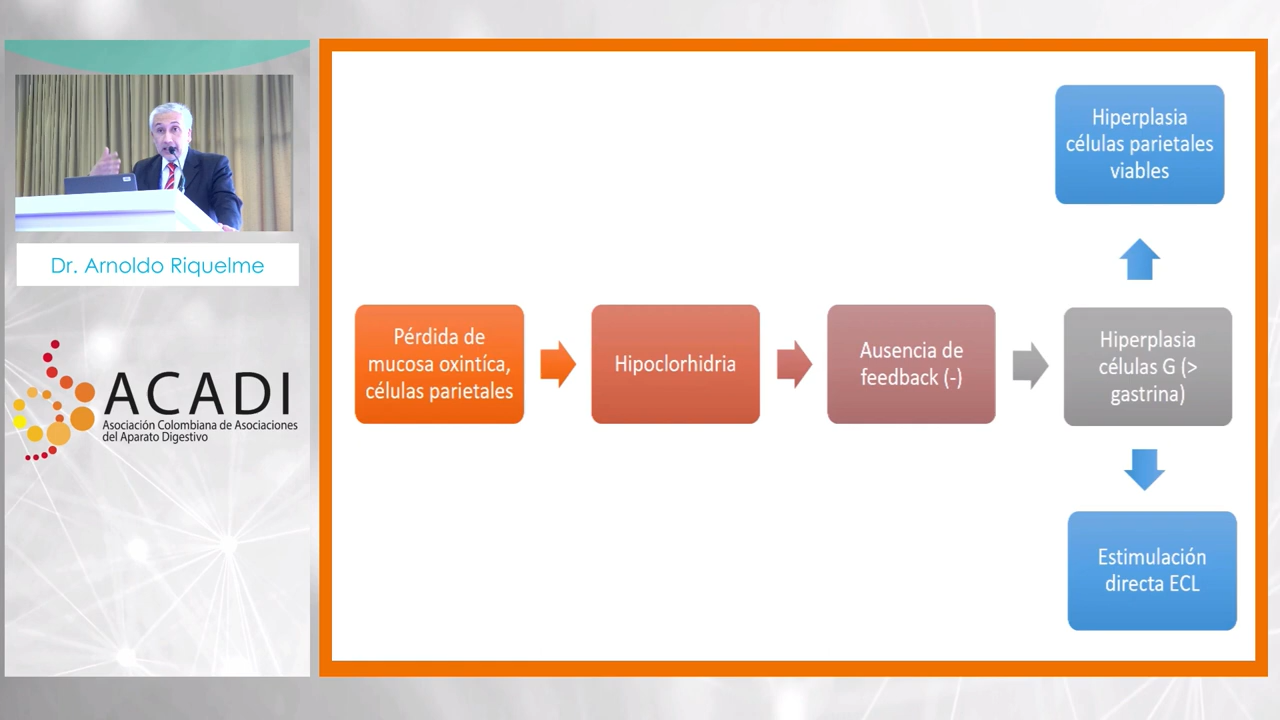 Dr. Arnoldo Riquelme
ACADI
Asociación Colombiana de Asociaciones
del Aparato Digestivo
Pérdida de
mucosa oxintíca,
células parietales
Hipoclorhidria
Ausencia de
feedback (-)
Hiperplasia
células G (>
gastrina)
Hiperplasia
células parietales
viables
Estimulación
directa ECL